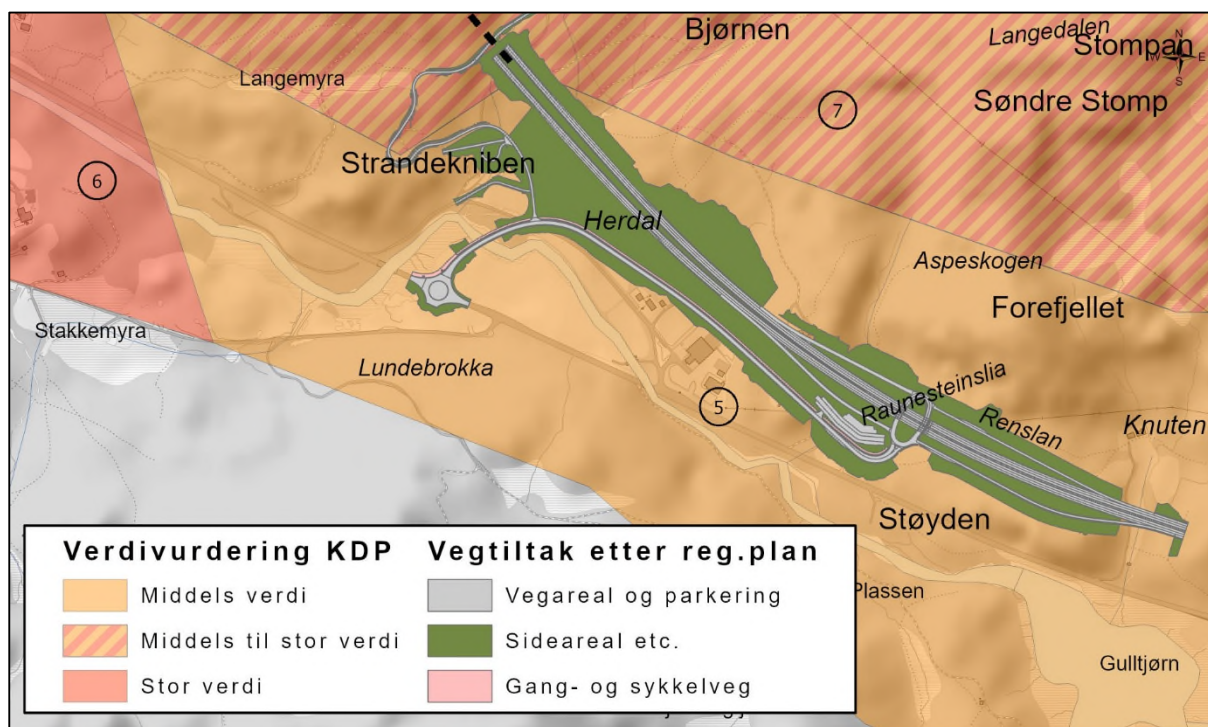 Bjørnen
Langedalen
Stompan
N
W E
S
Langemyra
7
Søndre Stomp
Strandekniben
6
Herdal
Aspeskogen
Forefjellet
Stakkemyra
Lundebrokka
5
Raunesteinslia
Renslan
Knuten
Støyden
Plassen
Gulltjørn
Verdivurdering KDP
Middels verdi
Middels til stor verdi
Stor verdi
Vegtiltak etter reg.plan
Vegareal og parkering
Sideareal etc.
Gang- og sykkelveg